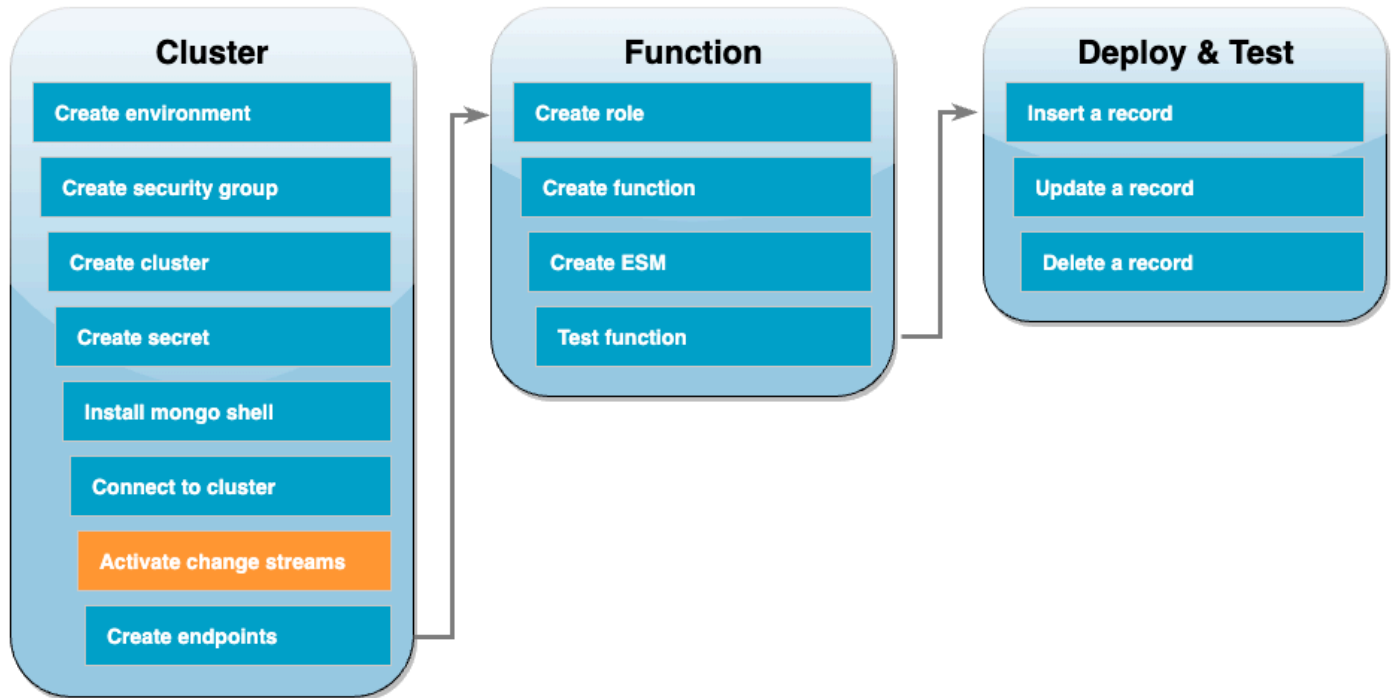 Cluster
Create environment
Create security group
Create cluster
Create secret
Install mongo shell
Connect to cluster
Activate change streams
Create endpoints
Function
Create role
Create function
Create ESM
Test function
Deploy & Test
Insert a record
Update a record
Delete a record